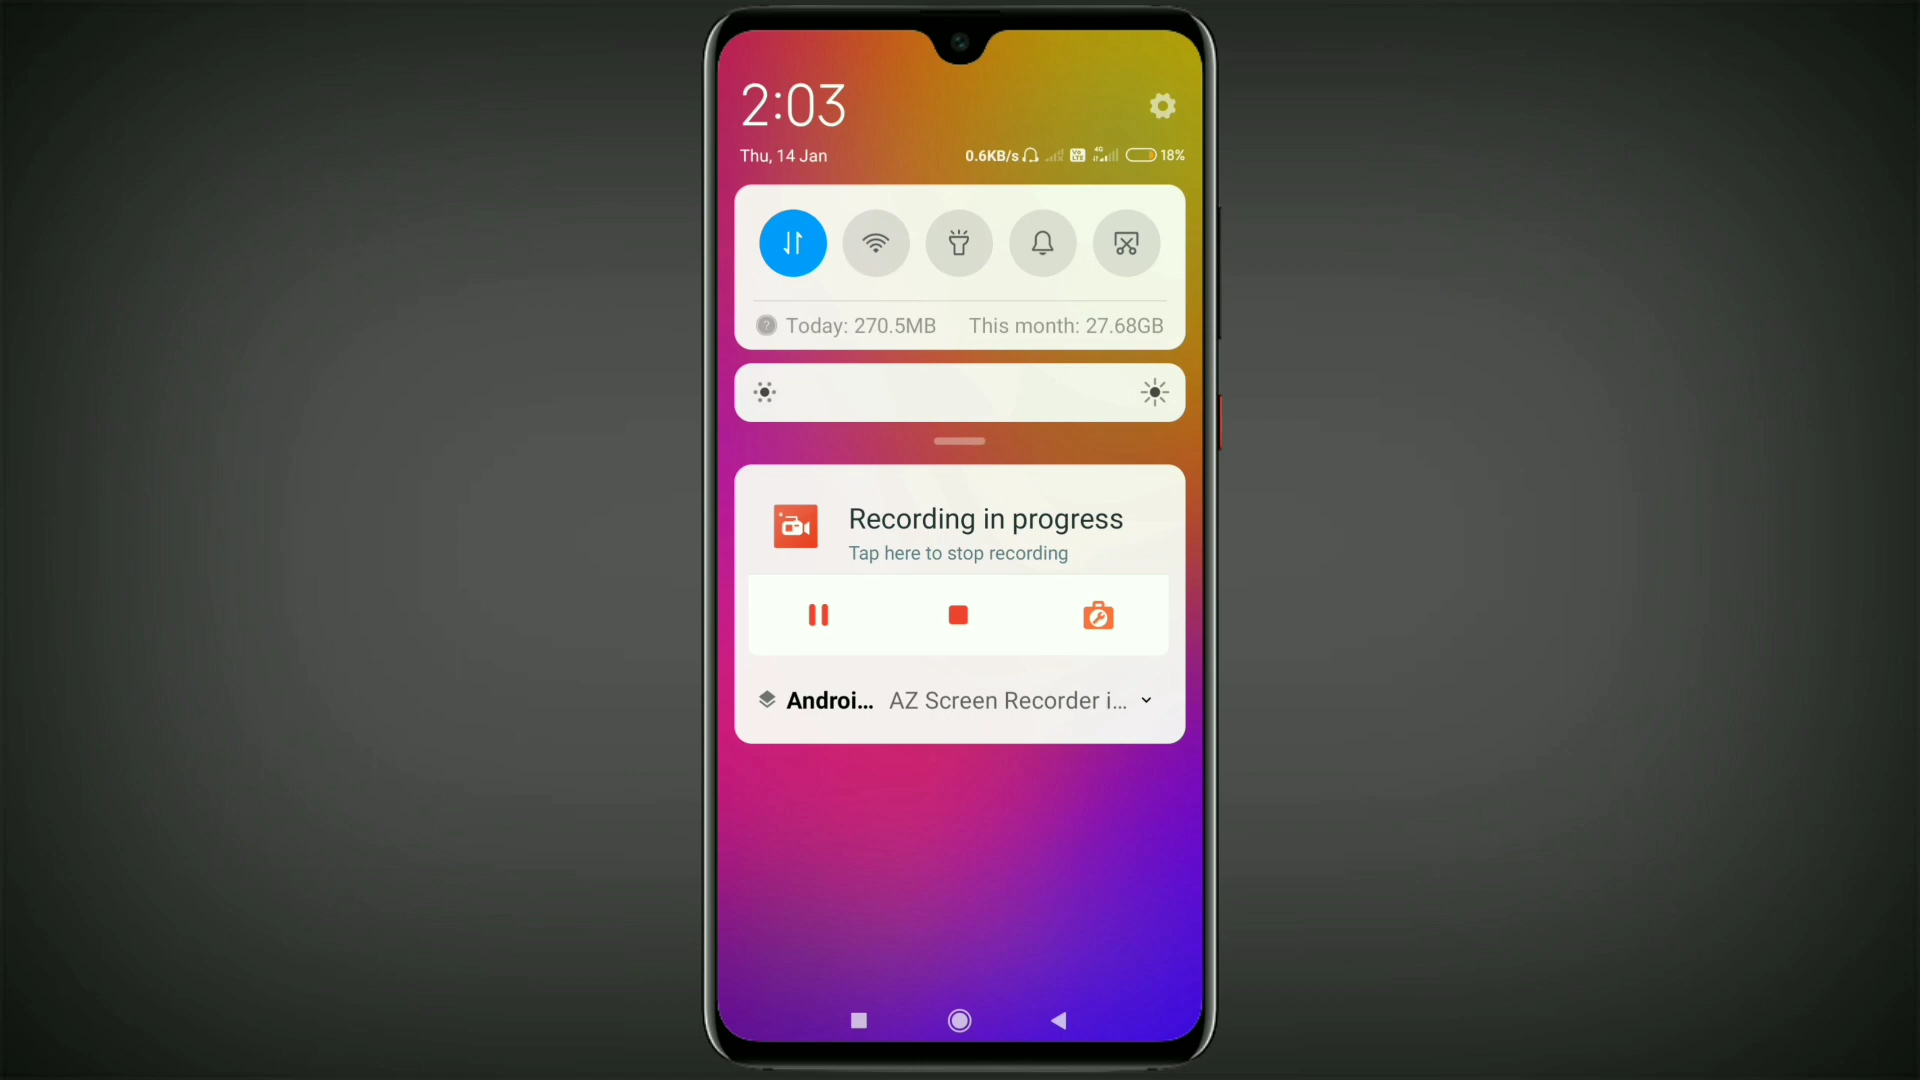 2:03
Thu, 14 Jan
0.6KB/s 4G 18%
Today: 270.5MB This month: 27.68GB
Recording in progress
Tap here to stop recording
Androi... AZ Screen Recorder i...